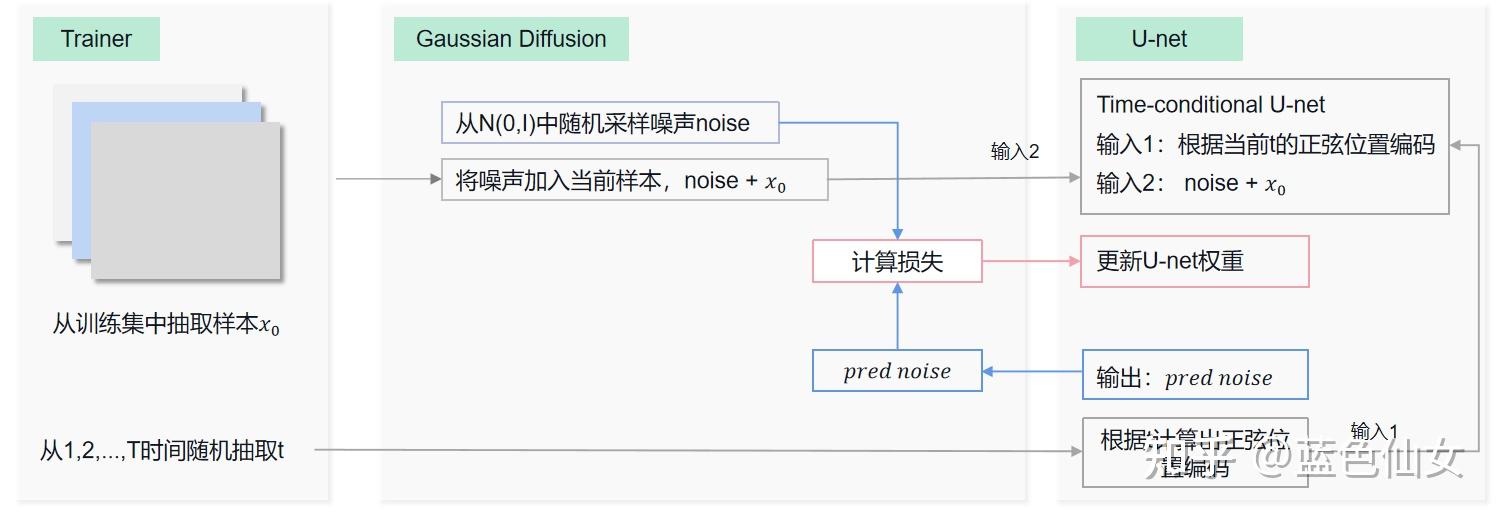 Trainer
从训练集中抽取样本x₀
从1,2,...,T时间随机抽取t
Gaussian Diffusion
从N(0,I)中随机采样噪声noise
将噪声加入当前样本，noise + x₀
计算损失
pred noise
输入2
U-net
Time-conditional U-net
输入1：根据当前t的正弦位置编码
输入2： noise + x₀
更新U-net权重
输出：pred noise
根据t计算出正弦位
置编码
输入1
知乎 @蓝色仙女